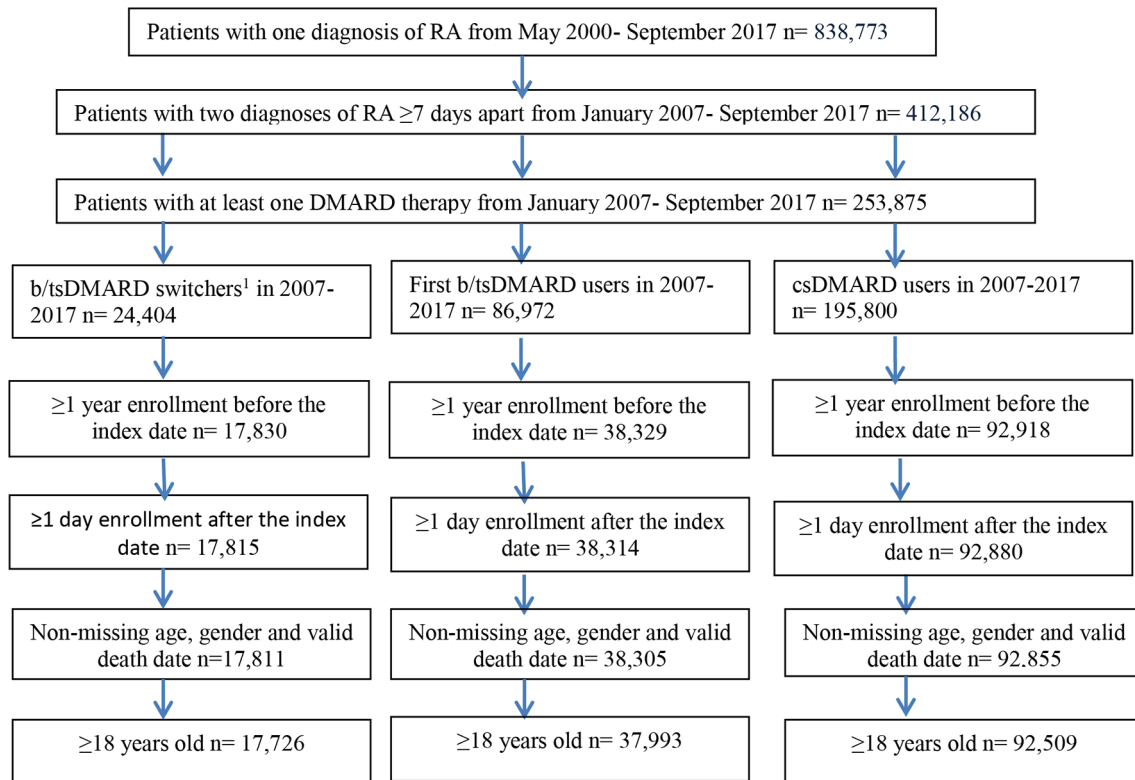 Patients with one diagnosis of RA from May 2000- September 2017 n= 838,773
Patients with two diagnoses of RA ≥7 days apart from January 2007- September 2017 n= 412,186
Patients with at least one DMARD therapy from January 2007- September 2017 n= 253,875
b/tsDMARD switchers¹ in 2007-
2017 n= 24,404
First b/tsDMARD users in 2007-
2017 n= 86,972
csDMARD users in 2007-2017
n= 195,800
≥1 year enrollment before the
index date n= 17,830
≥1 year enrollment before the
index date n= 38,329
≥1 year enrollment before the
index date n= 92,918
≥1 day enrollment after the index
date n= 17,815
≥1 day enrollment after the index
date n= 38,314
≥1 day enrollment after the index
date n= 92,880
Non-missing age, gender and valid
death date n=17,811
Non-missing age, gender and valid
death date n= 38,305
Non-missing age, gender and valid
death date n= 92,855
≥18 years old n= 17,726
≥18 years old n= 37,993
≥18 years old n= 92,509